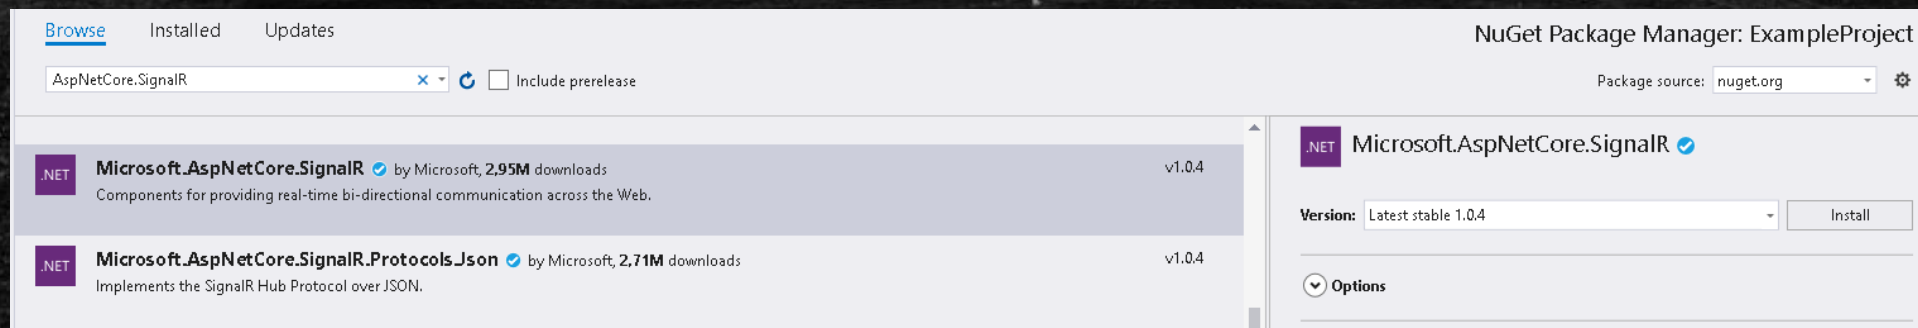 Browse Installed Updates
NuGet Package Manager: ExampleProject
AspNetCore.SignalR
Include prerelease
Package source: nuget.org
.NET Microsoft.AspNetCore.SignalR by Microsoft, 2,95M downloads v1.0.4
Components for providing real-time bi-directional communication across the Web.
.NET Microsoft.AspNetCore.SignalR.Protocols.Json by Microsoft, 2,71M downloads v1.0.4
Implements the SignalR Hub Protocol over JSON.
.NET Microsoft.AspNetCore.SignalR
Version: Latest stable 1.0.4 Install
Options